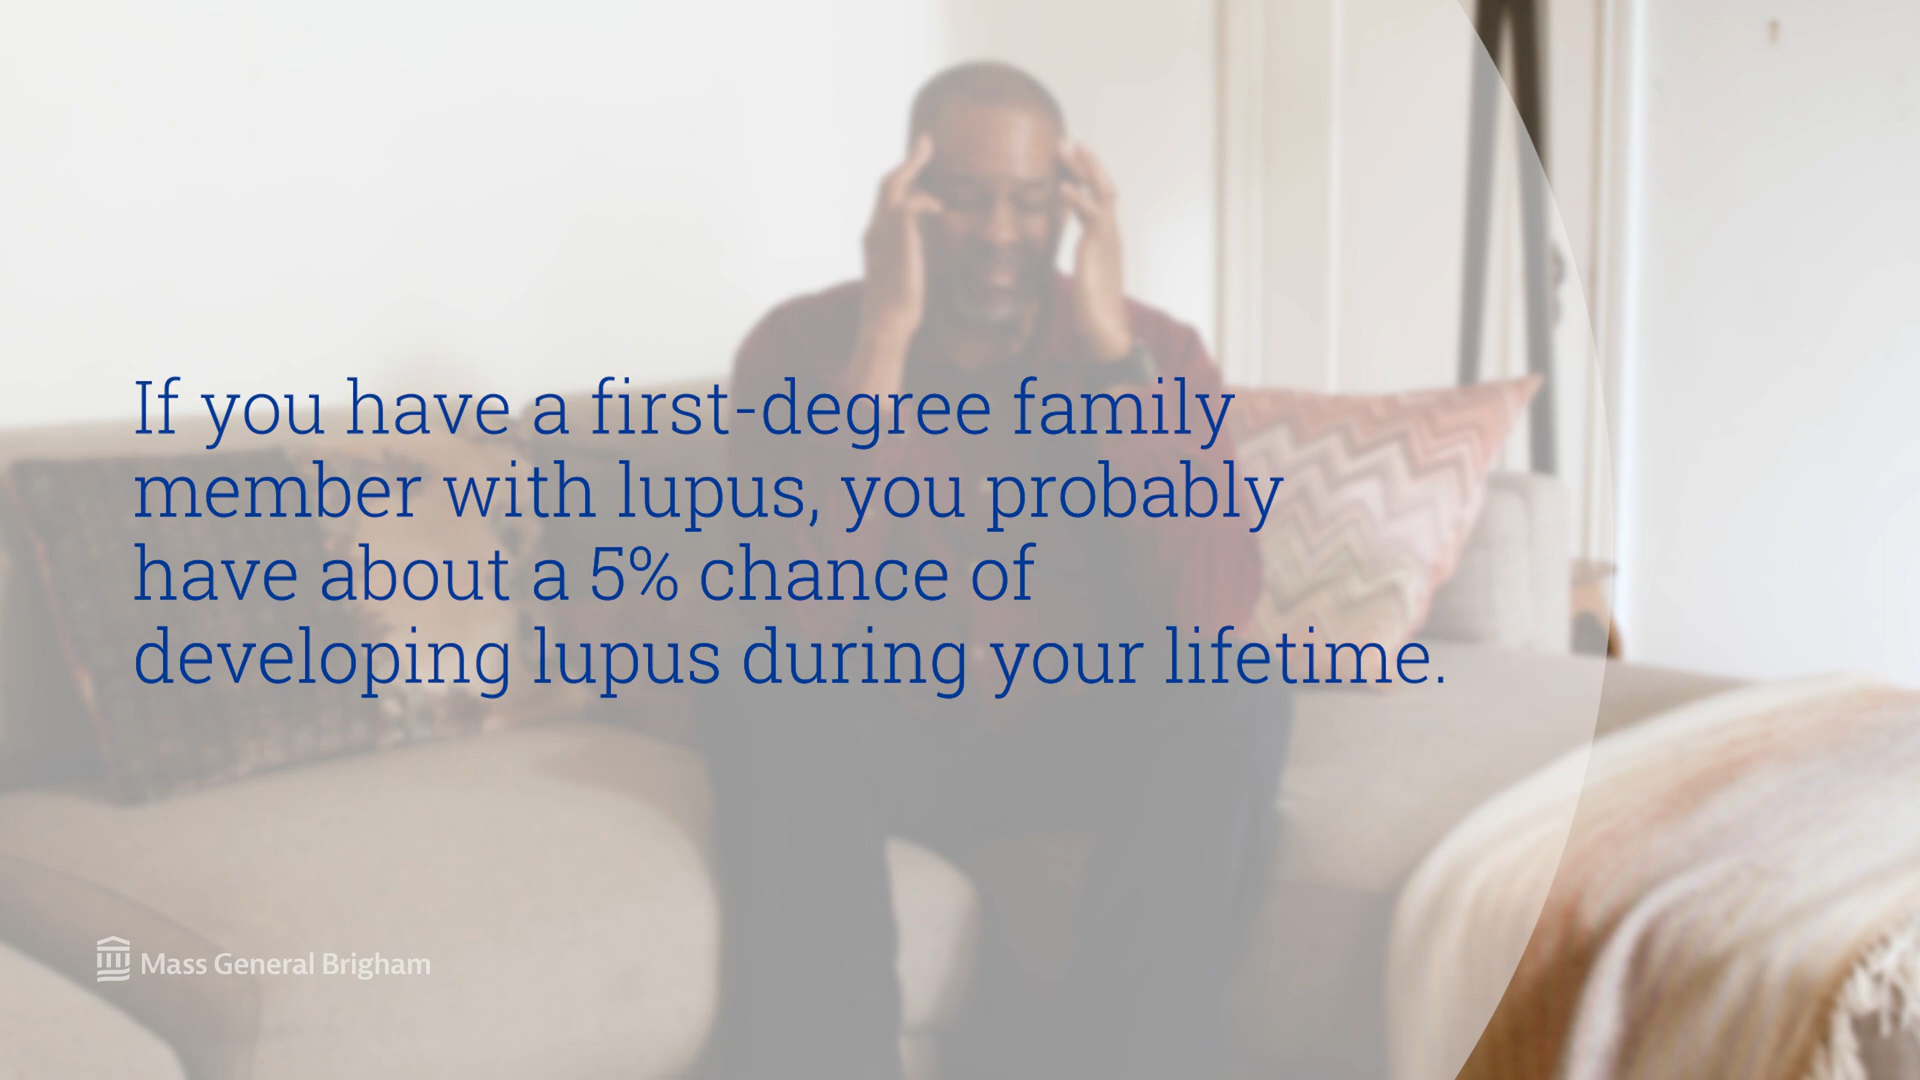 If you have a first-degree family
member with lupus, you probably
have about a 5% chance of
developing lupus during your lifetime.
Mass General Brigham